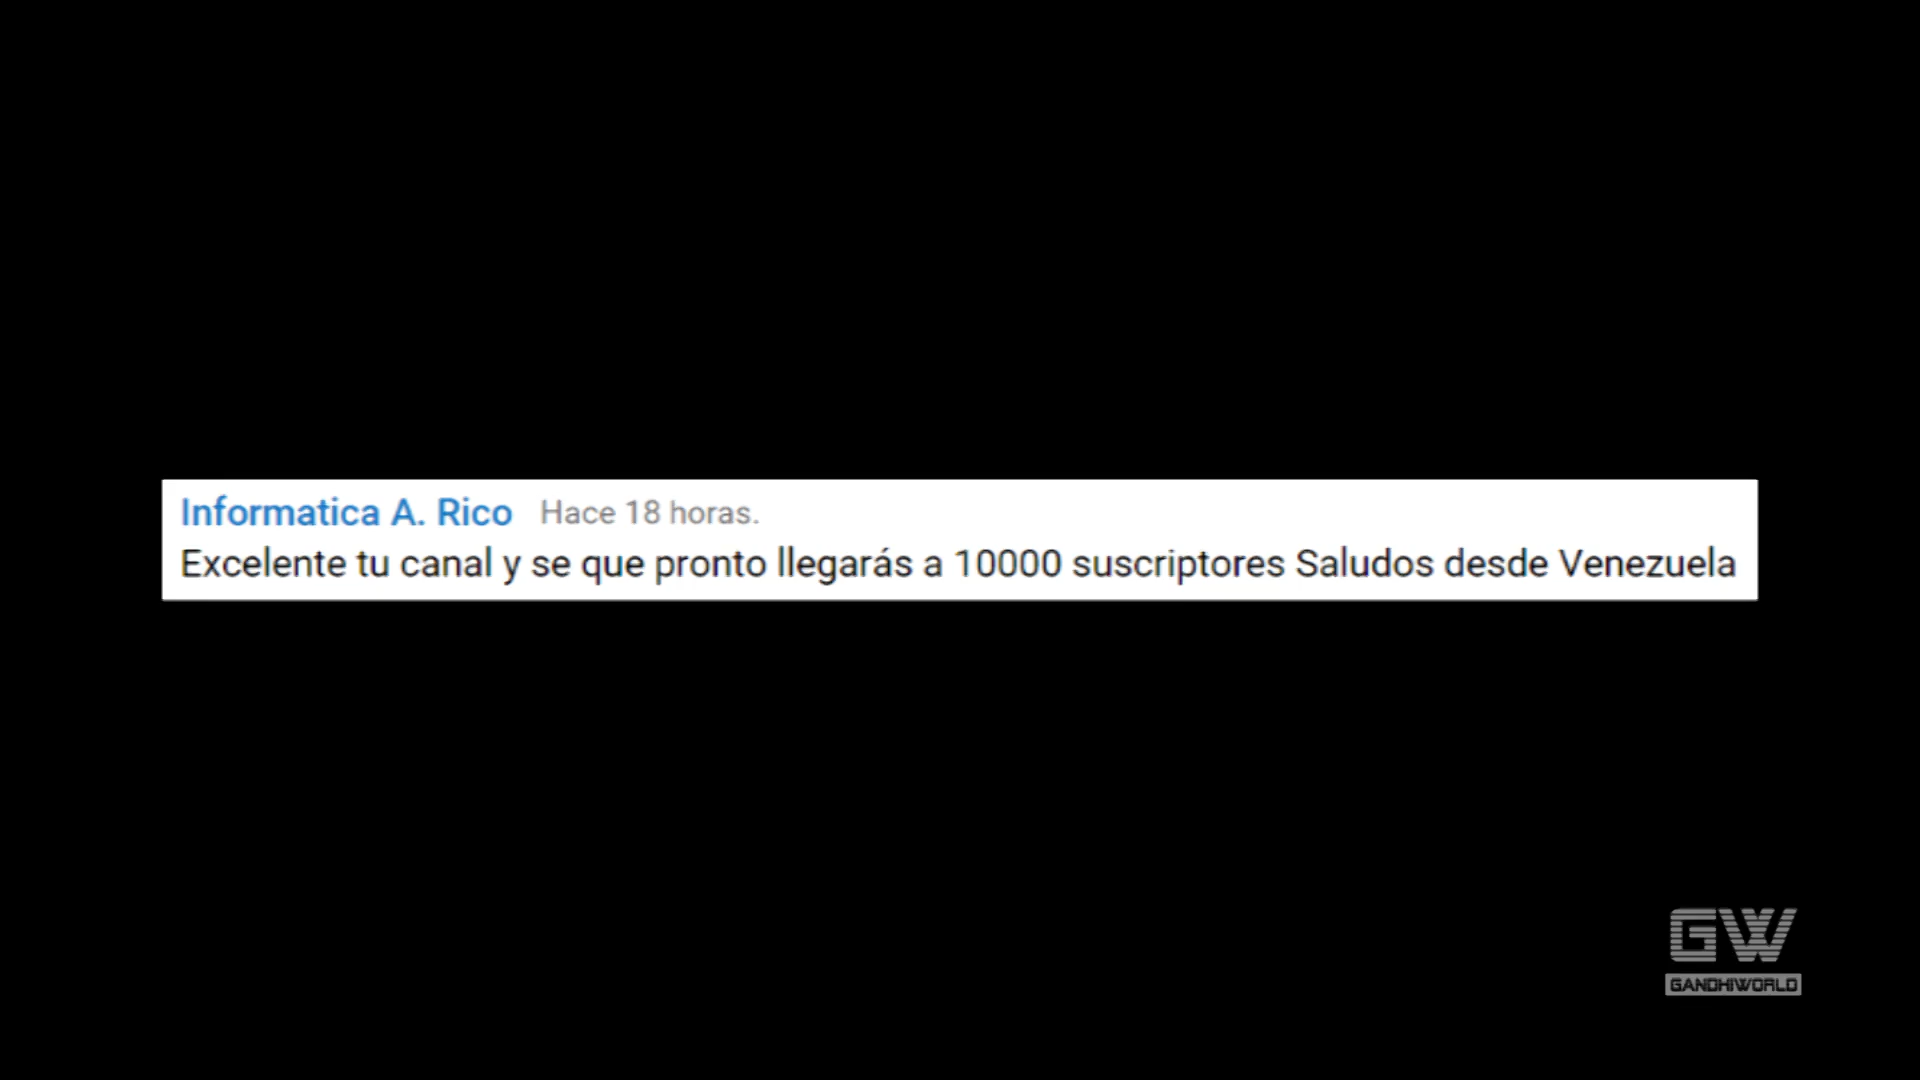 Informatica A. Rico Hace 18 horas.
Excelente tu canal y se que pronto llegarás a 10000 suscriptores Saludos desde Venezuela
GW
GANDHIWORLD